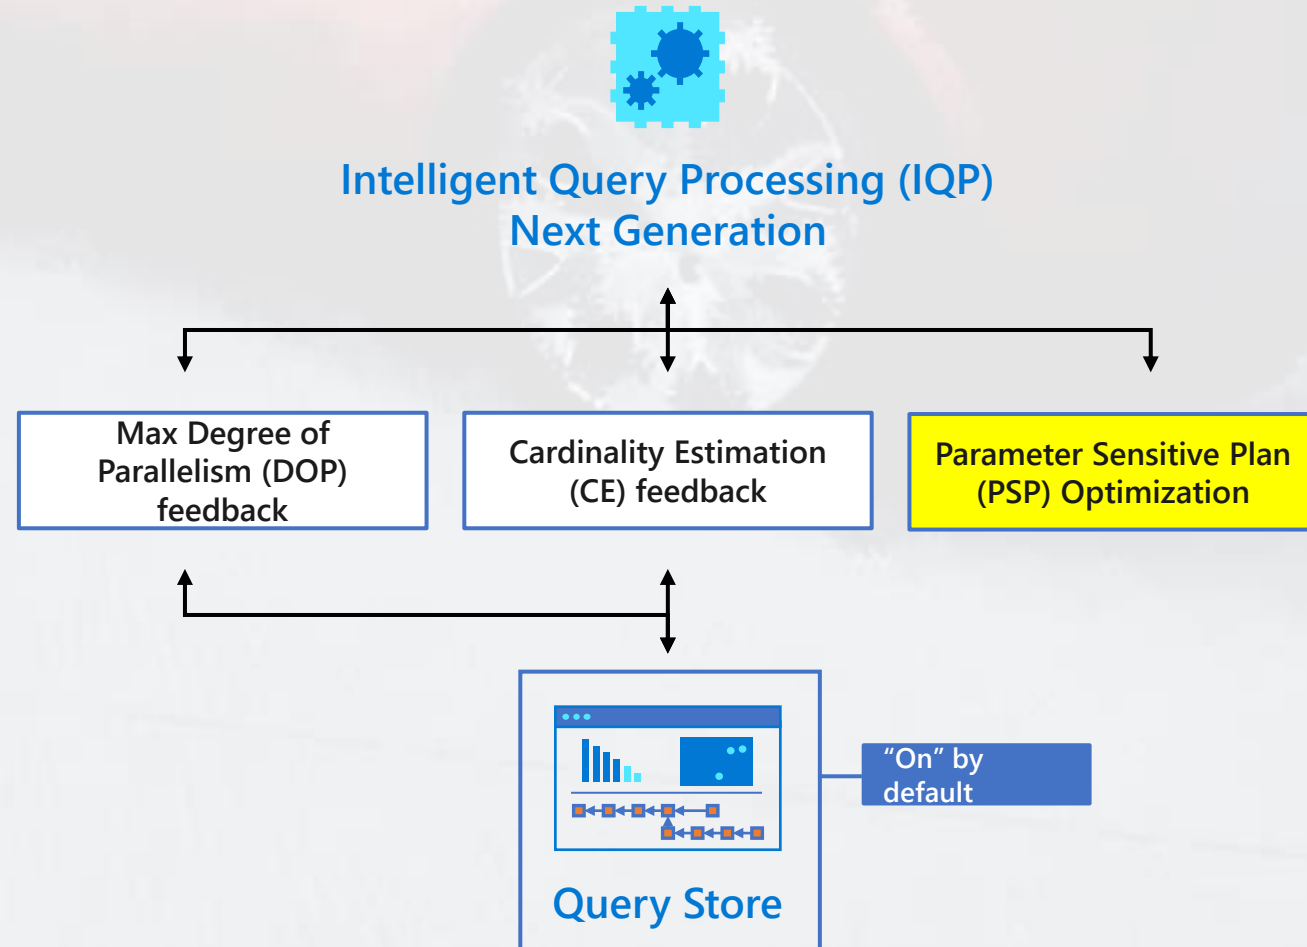 Intelligent Query Processing (IQP)
Next Generation
Max Degree of
Parallelism (DOP)
feedback
Cardinality Estimation
(CE) feedback
Parameter Sensitive Plan
(PSP) Optimization
“On” by
default
Query Store